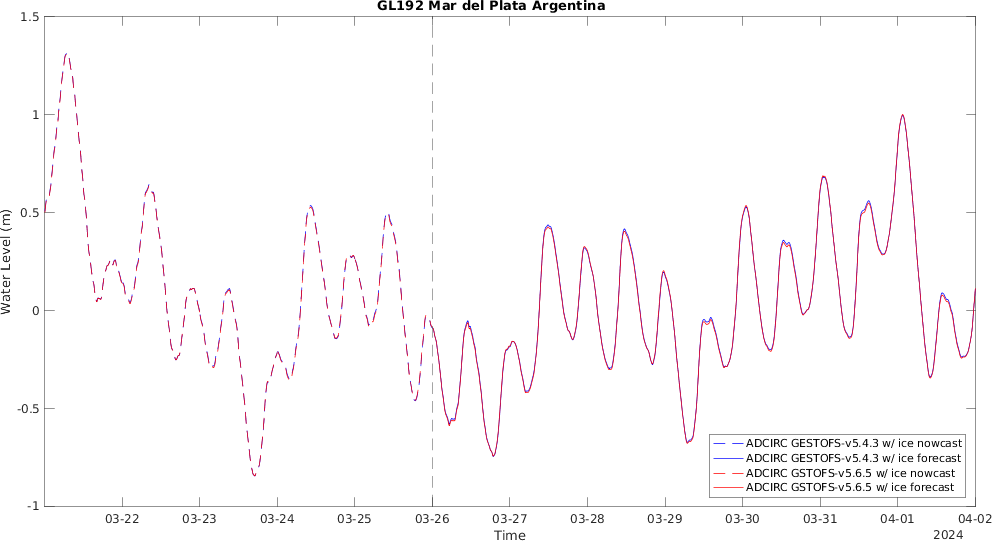 GL192 Mar del Plata Argentina
1.5
1
0.5
0
-0.5
-1
Water Level (m)
ADCIRC GESTOFS-v5.4.3 w/ ice nowcast
ADCIRC GESTOFS-v5.4.3 w/ ice forecast
ADCIRC GSTOFS-v5.6.5 w/ ice nowcast
ADCIRC GSTOFS-v5.6.5 w/ ice forecast
03-22 03-23 03-24 03-25 03-26 03-27 03-28 03-29 03-30 03-31 04-01 04-02
Time
2024